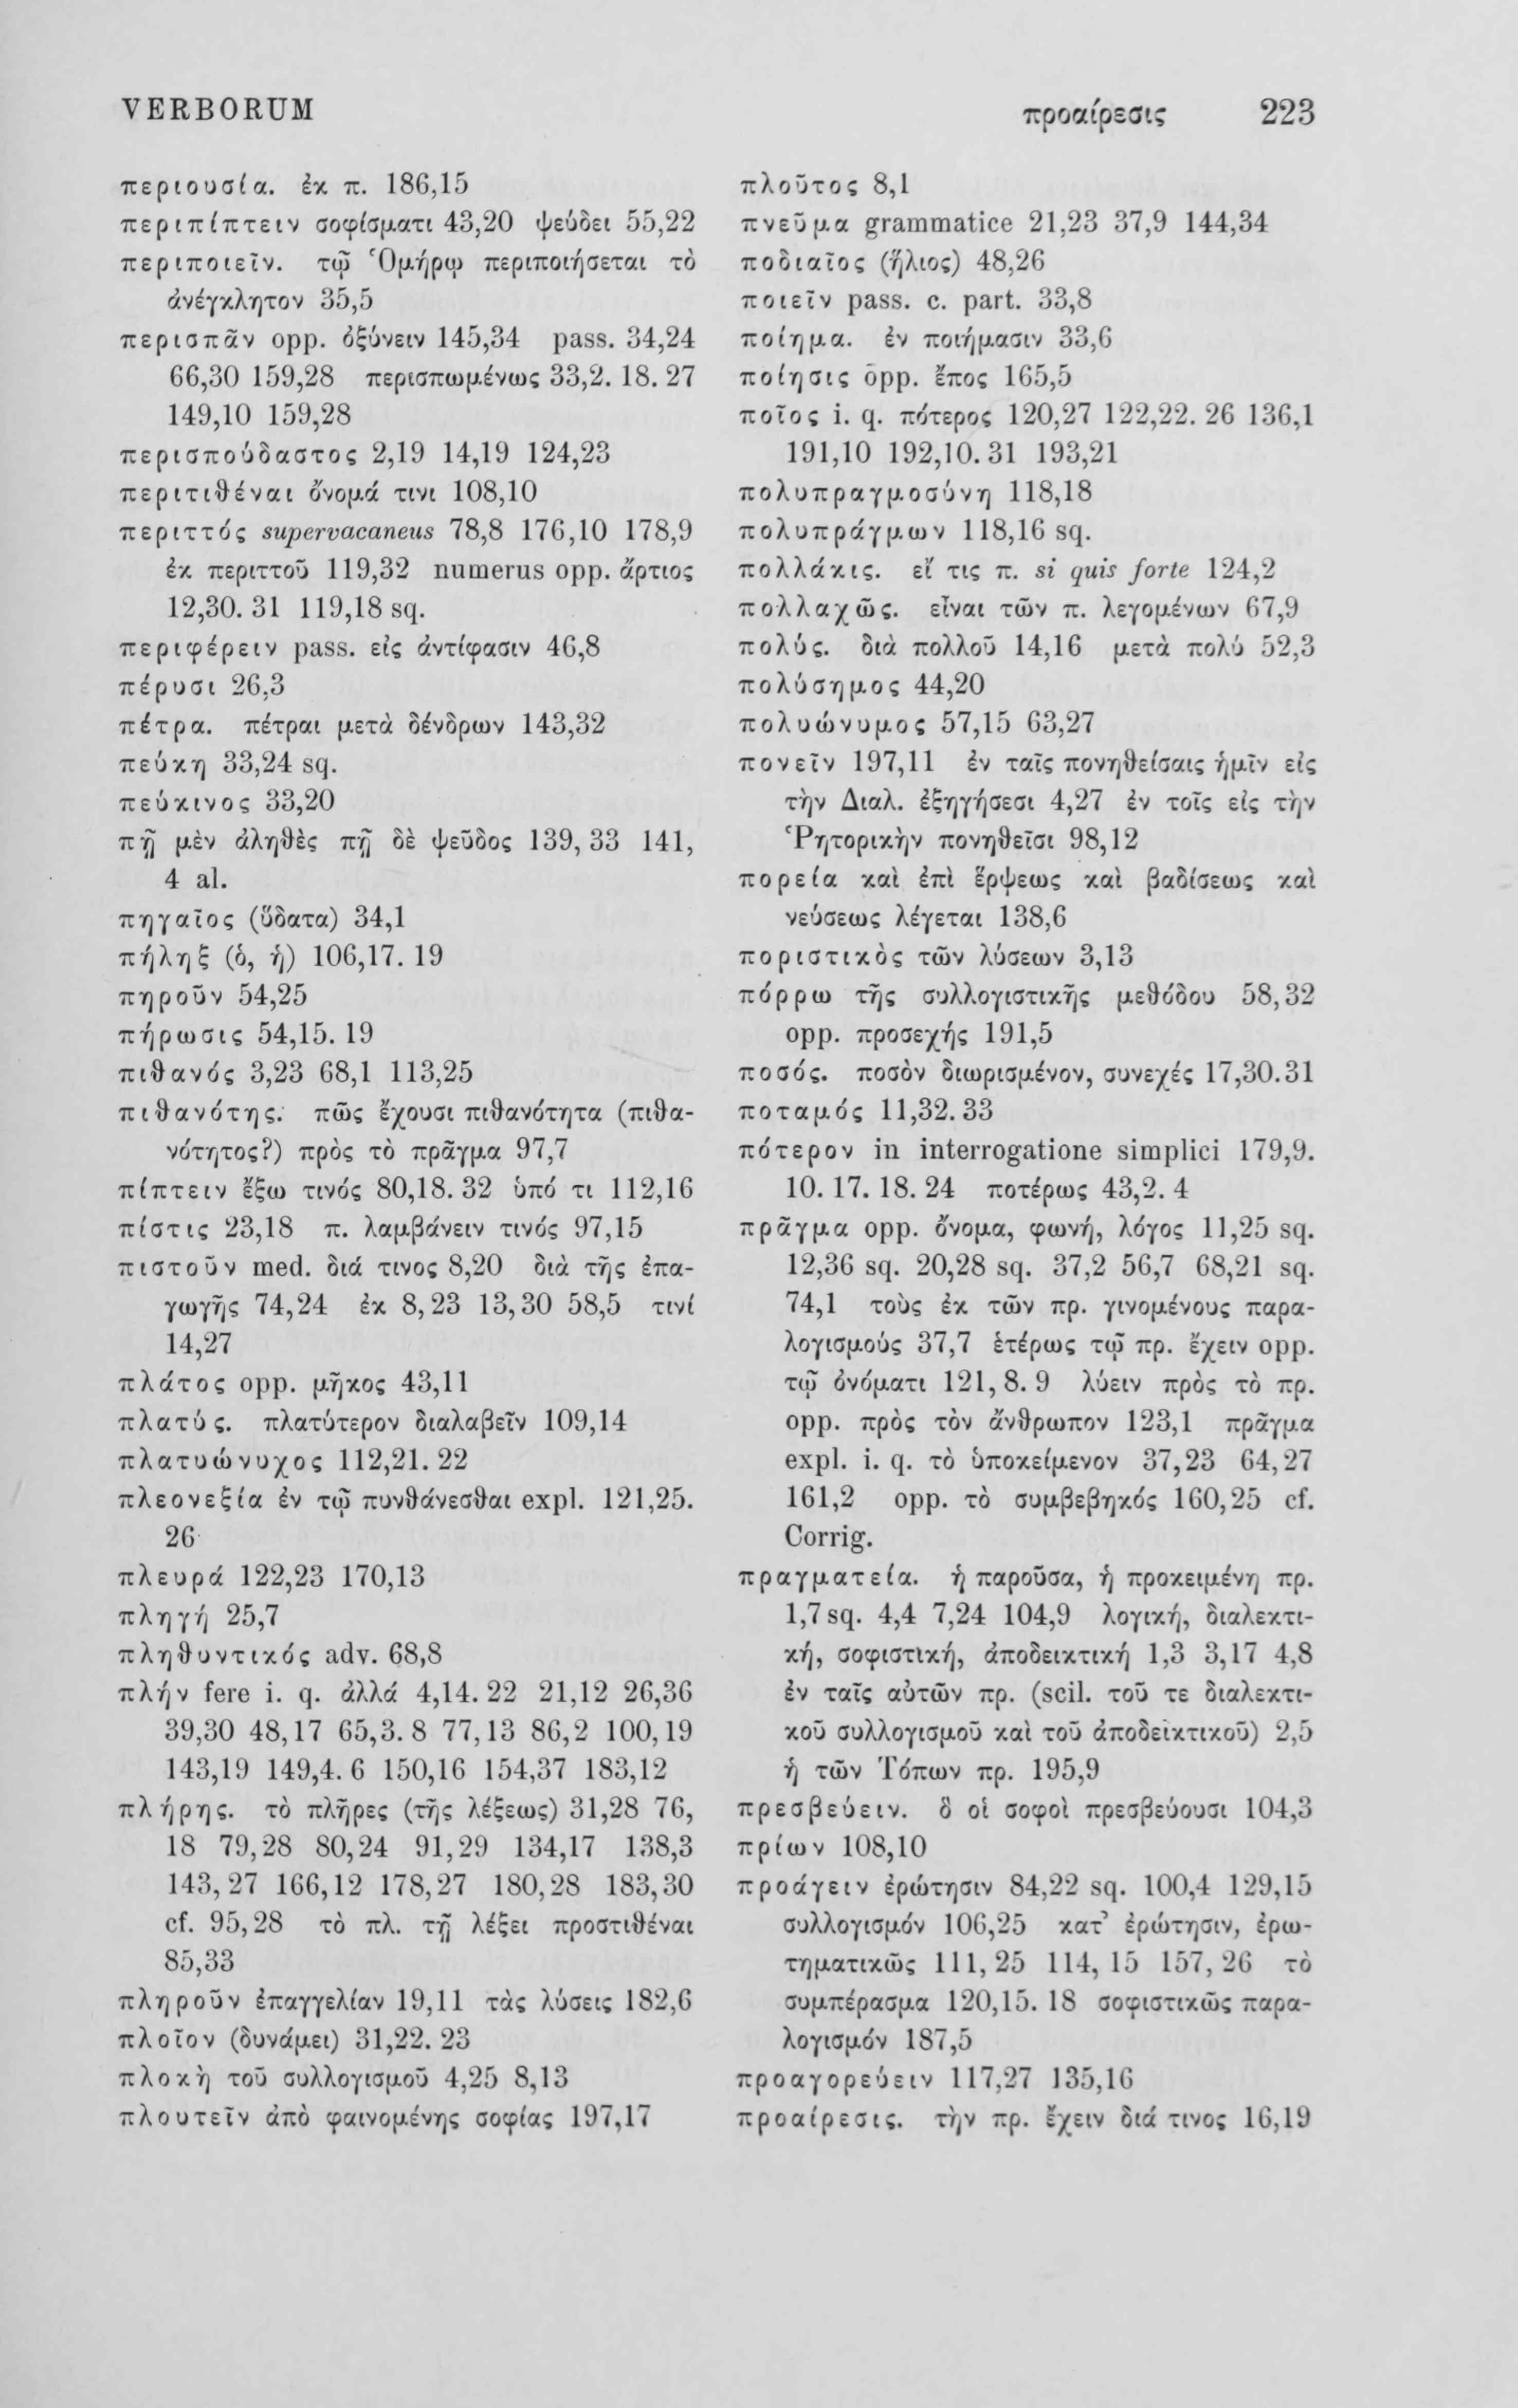 VERBORUM προαίρεσις 223
περιουσία. ἐκ π. 186,15
περιπίπτειν σοφίσματι 43,20 ψεύδει 55,22
περιποιεῖν. τῷ Ὁμήρῳ περιποιήσεται τὸ
ἀνέγκλητον 35,5
περισπᾶν opp. ὀξύνειν 145,34 pass. 34,24
66,30 159,28 περισπωμένως 33,2. 18. 27
149,10 159,28
περισπούδαστος 2,19 14,19 124,23
περιτιθέναι ὄνομά τινι 108,10
περιττός supervacaneus 78,8 176,10 178,9
ἐκ περιττοῦ 119,32 numerus opp. ἄρτιος
12,30. 31 119,18 sq.
περιφέρειν pass. εἰς ἀντίφασιν 46,8
πέρυσι 26,3
πέτρα. πέτραι μετὰ δένδρων 143,32
πεύκη 33,24 sq.
πεύκινος 33,20
πῇ μὲν ἀληθὲς πῇ δὲ ψεῦδος 139, 33 141,
4 al.
πηγαῖος (ὕδατα) 34,1
πήληξ (ὁ, ἡ) 106,17. 19
πηροῦν 54,25
πήρωσις 54,15. 19
πιθανός 3,23 68,1 113,25
πιθανότης. πῶς ἔχουσι πιθανότητα (πιθα-
νότητος?) πρὸς τὸ πρᾶγμα 97,7
πίπτειν ἔξω τινός 80,18. 32 ὑπό τι 112,16
πίστις 23,18 π. λαμβάνειν τινός 97,15
πιστοῦν med. διά τινος 8,20 διὰ τῆς ἐπα-
γωγῆς 74,24 ἐκ 8,23 13,30 58,5 τινί
14,27
πλάτος opp. μῆκος 43,11
πλατύς. πλατύτερον διαλαβεῖν 109,14
πλατυώνυχος 112,21. 22
πλεονεξία ἐν τῷ πυνθάνεσθαι expl. 121,25.
26
πλευρά 122,23 170,13
πληγή 25,7
πληθυντικός adv. 68,8
πλήν fere i. q. ἀλλά 4,14. 22 21,12 26,36
39,30 48,17 65,3. 8 77,13 86,2 100,19
143,19 149,4. 6 150,16 154,37 183,12
πλήρης. τὸ πλῆρες (τῆς λέξεως) 31,28 76,
18 79,28 80,24 91,29 134,17 138,3
143,27 166,12 178,27 180,28 183,30
cf. 95,28 τὸ πλ. τῇ λέξει προστιθέναι
85,33
πληροῦν ἐπαγγελίαν 19,11 τὰς λύσεις 182,6
πλοῖον (δυνάμει) 31,22. 23
πλοκὴ τοῦ συλλογισμοῦ 4,25 8,13
πλουτεῖν ἀπὸ φαινομένης σοφίας 197,17
πλοῦτος 8,1
πνεῦμα grammatice 21,23 37,9 144,34
ποδιαῖος (ἥλιος) 48,26
ποιεῖν pass. c. part. 33,8
ποίημα. ἐν ποιήμασιν 33,6
ποίησις opp. ἔπος 165,5
ποῖος i. q. πότερος 120,27 122,22. 26 136,1
191,10 192,10. 31 193,21
πολυπραγμοσύνη 118,18
πολυπράγμων 118,16 sq.
πολλάκις. εἴ τις π. si quis forte 124,2
πολλαχῶς. εἶναι τῶν π. λεγομένων 67,9
πολύς. διὰ πολλοῦ 14,16 μετὰ πολύ 52,3
πολύσημος 44,20
πολυώνυμος 57,15 63,27
πονεῖν 197,11 ἐν ταῖς πονηθείσαις ἡμῖν εἰς
τὴν Διαλ. ἐξηγήσεσι 4,27 ἐν τοῖς εἰς τὴν
Ῥητορικὴν πονηθεῖσι 98,12
πορεία καὶ ἐπὶ ἕρψεως καὶ βαδίσεως καὶ
νεύσεως λέγεται 138,6
ποριστικὸς τῶν λύσεων 3,13
πόρρω τῆς συλλογιστικῆς μεθόδου 58,32
opp. προσεχής 191,5
ποσός. ποσὸν διωρισμένον, συνεχές 17,30. 31
ποταμός 11,32. 33
πότερον in interrogatione simplici 179,9.
10. 17. 18. 24 ποτέρως 43,2. 4
πρᾶγμα opp. ὄνομα, φωνή, λόγος 11,25 sq.
12,36 sq. 20,28 sq. 37,2 56,7 68,21 sq.
74,1 τοὺς ἐκ τῶν πρ. γινομένους παρα-
λογισμούς 37,7 ἑτέρως τῷ πρ. ἔχειν opp.
τῷ ὀνόματι 121, 8. 9 λύειν πρὸς τὸ πρ.
opp. πρὸς τὸν ἄνθρωπον 123,1 πρᾶγμα
expl. i. q. τὸ ὑποκείμενον 37,23 64,27
161,2 opp. τὸ συμβεβηκός 160,25 cf.
Corrig.
πραγματεία. ἡ παροῦσα, ἡ προκειμένη πρ.
1,7 sq. 4,4 7,24 104,9 λογική, διαλεκτι-
κή, σοφιστική, ἀποδεικτική 1,3 3,17 4,8
ἐν ταῖς αὐτῶν πρ. (scil. τοῦ τε διαλεκτι-
κοῦ συλλογισμοῦ καὶ τοῦ ἀποδεικτικοῦ) 2,5
ἡ τῶν Τόπων πρ. 195,9
πρεσβεύειν. ὃ οἱ σοφοὶ πρεσβεύουσι 104,3
πρίων 108,10
προάγειν ἐρώτησιν 84,22 sq. 100,4 129,15
συλλογισμόν 106,25 κατ’ ἐρώτησιν, ἐρω-
τηματικῶς 111, 25 114, 15 157, 26 τὸ
συμπέρασμα 120,15. 18 σοφιστικῶς παρα-
λογισμόν 187,5
προαγορεύειν 117,27 135,16
προαίρεσις. τὴν πρ. ἔχειν διά τινος 16,19